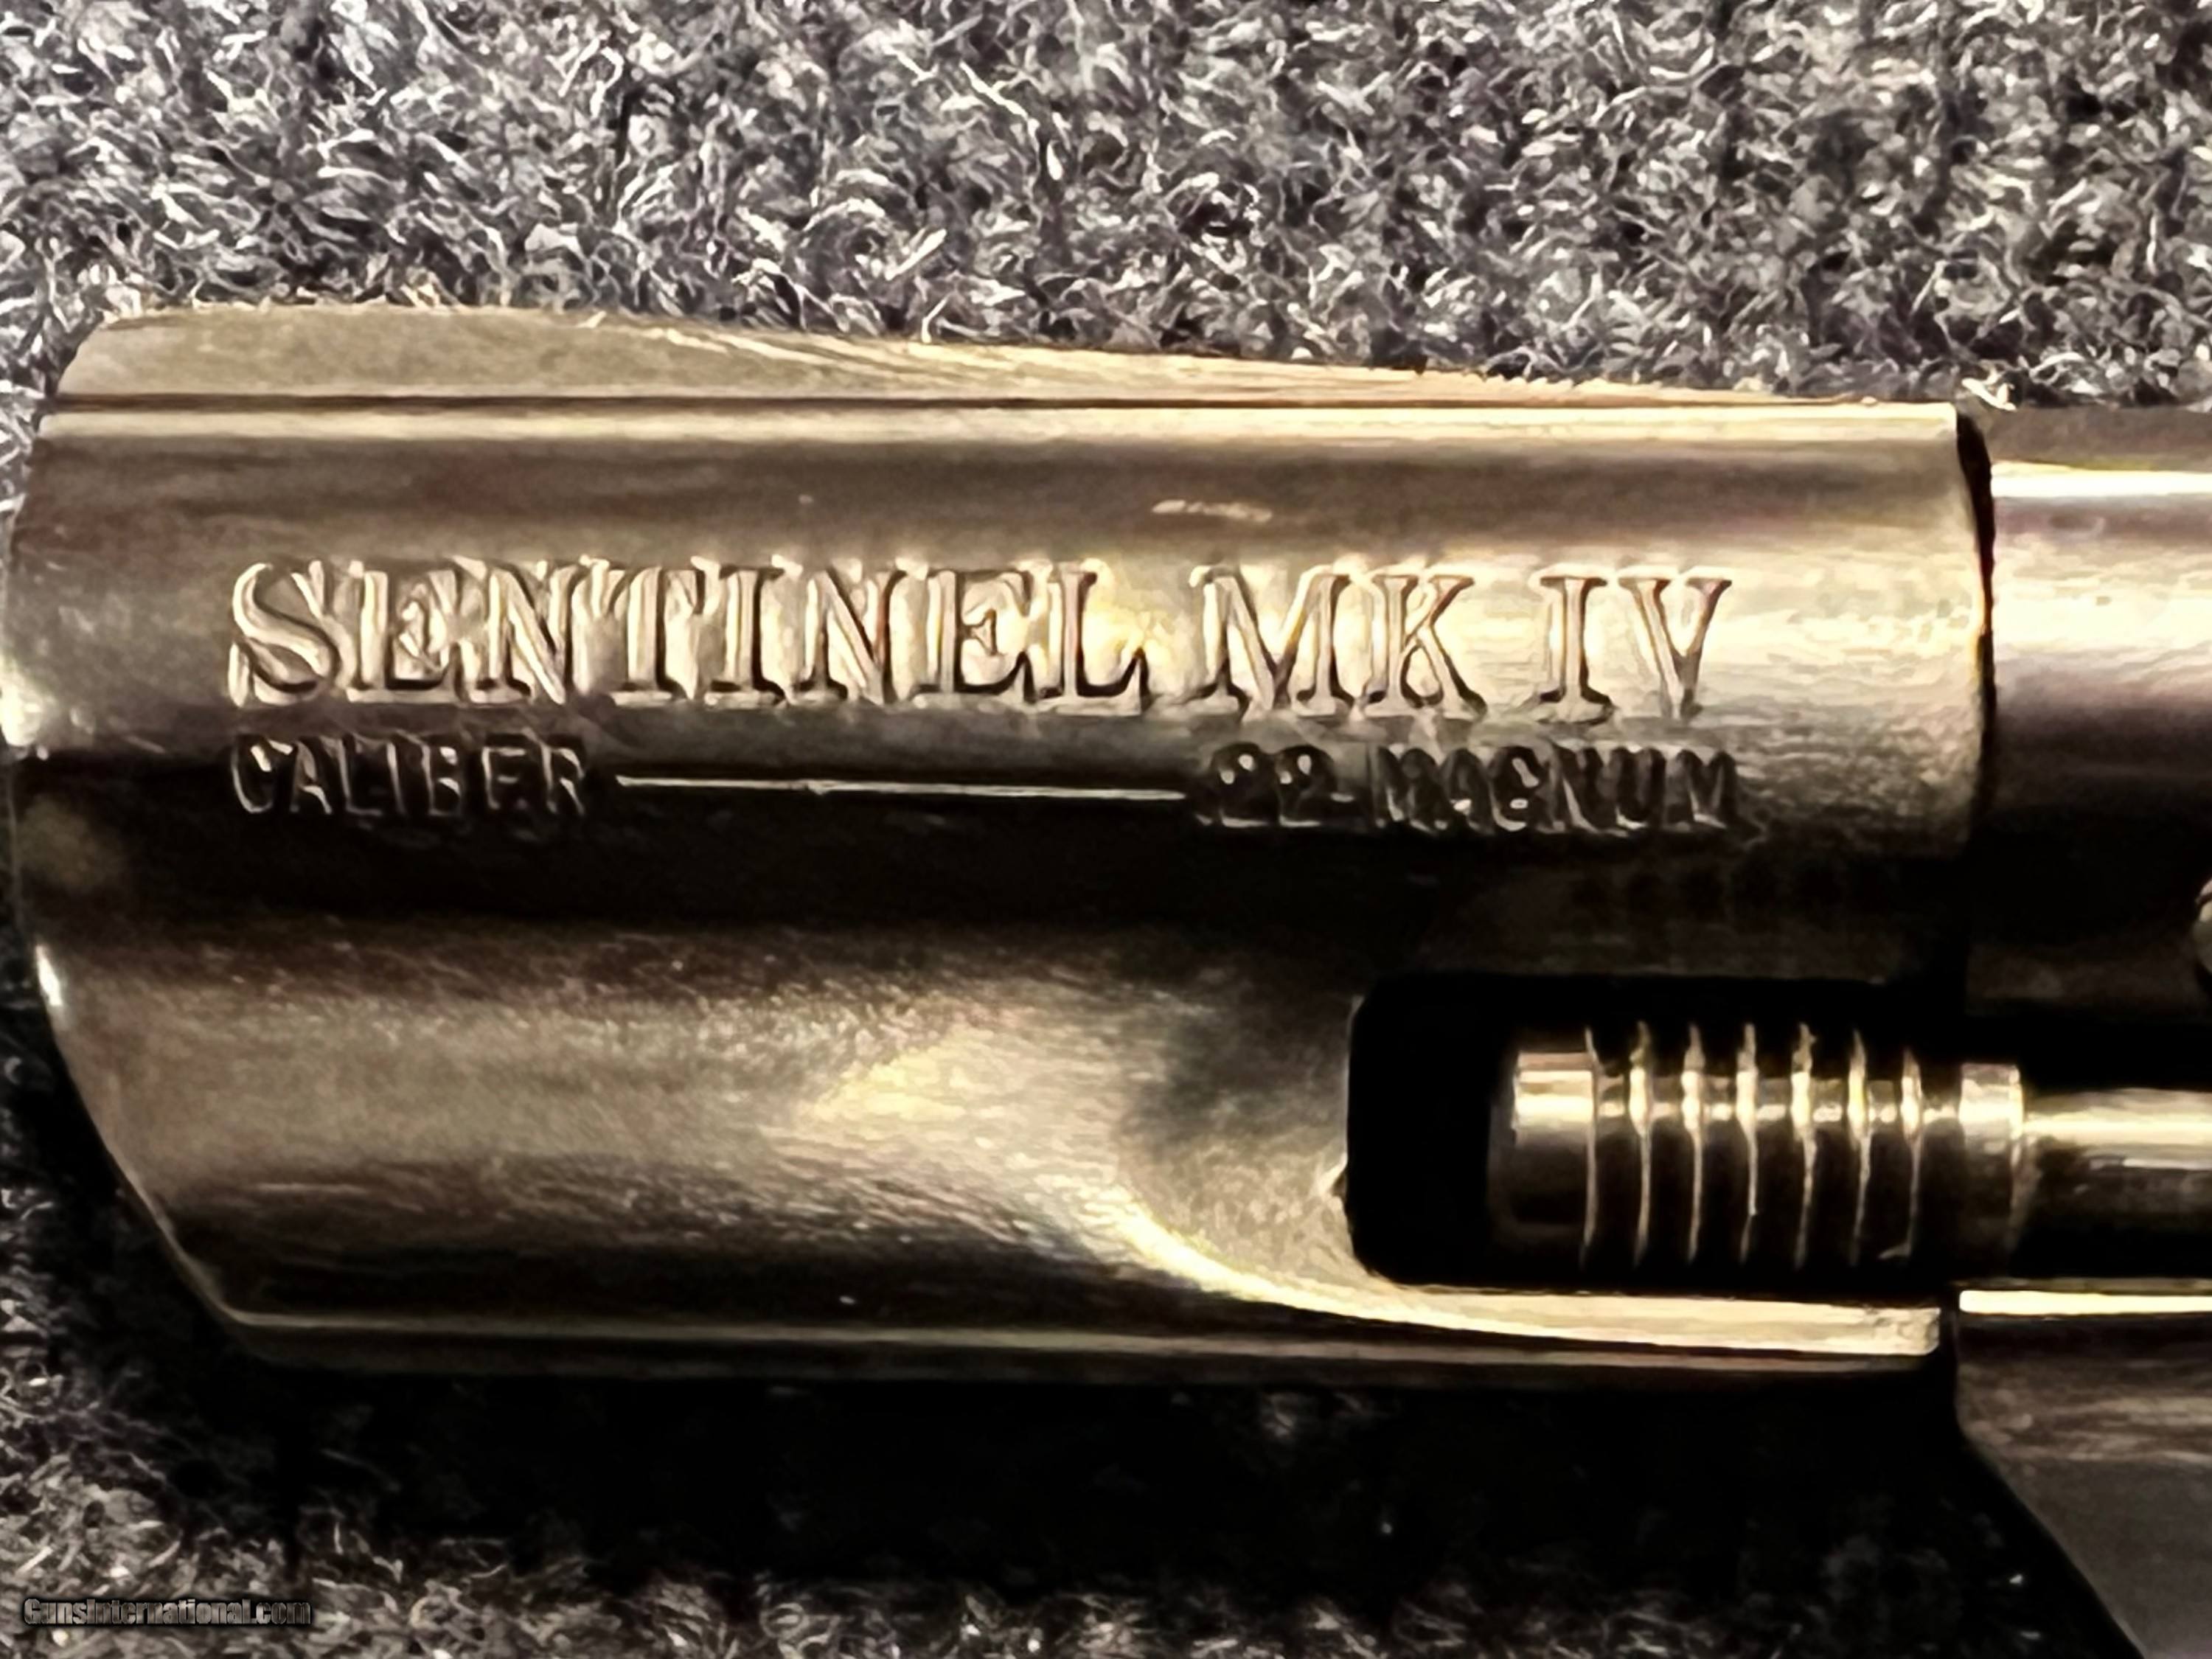 SENTINEL MK IV
CALIBER — .22 MAGNUM
GunsInternational.com